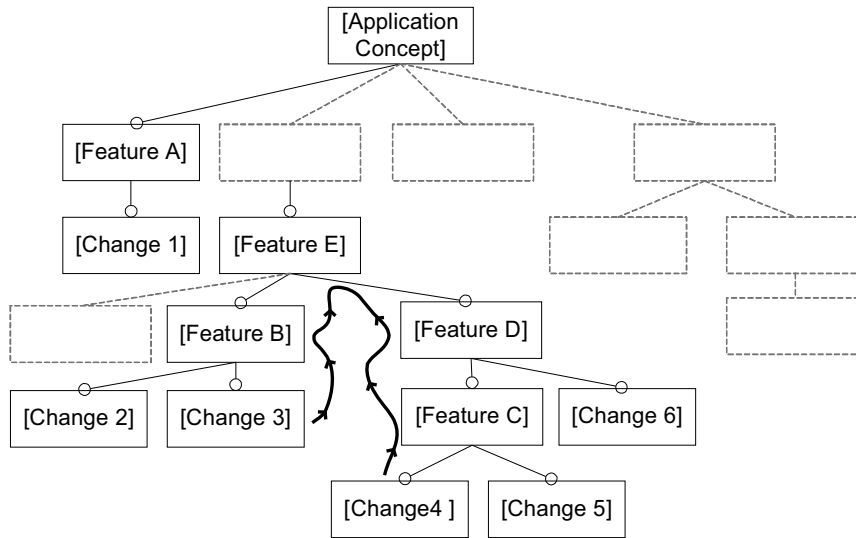 [Application
Concept]
[Feature A]
[Change 1]
[Feature E]
[Feature B]
[Feature D]
[Change 2]
[Change 3]
[Feature C]
[Change 6]
[Change4 ]
[Change 5]